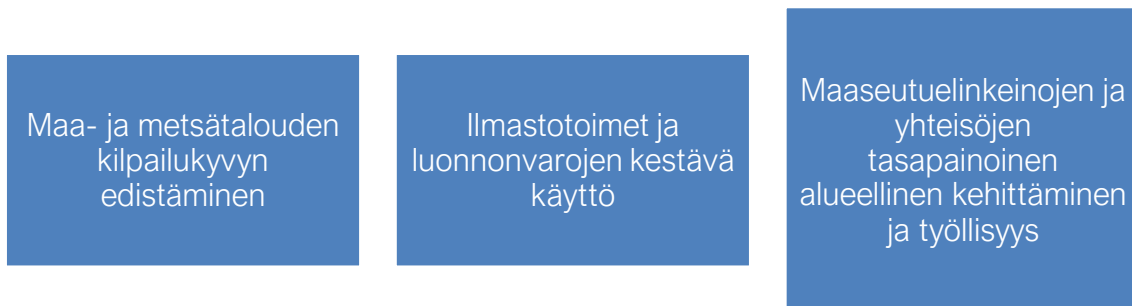 Maa- ja metsätalouden
kilpailukyvyn
edistäminen
Ilmastotoimet ja
luonnonvarojen kestävä
käyttö
Maaseutuelinkeinojen ja
yhteisöjen
tasapainoinen
alueellinen kehittäminen
ja työllisyys